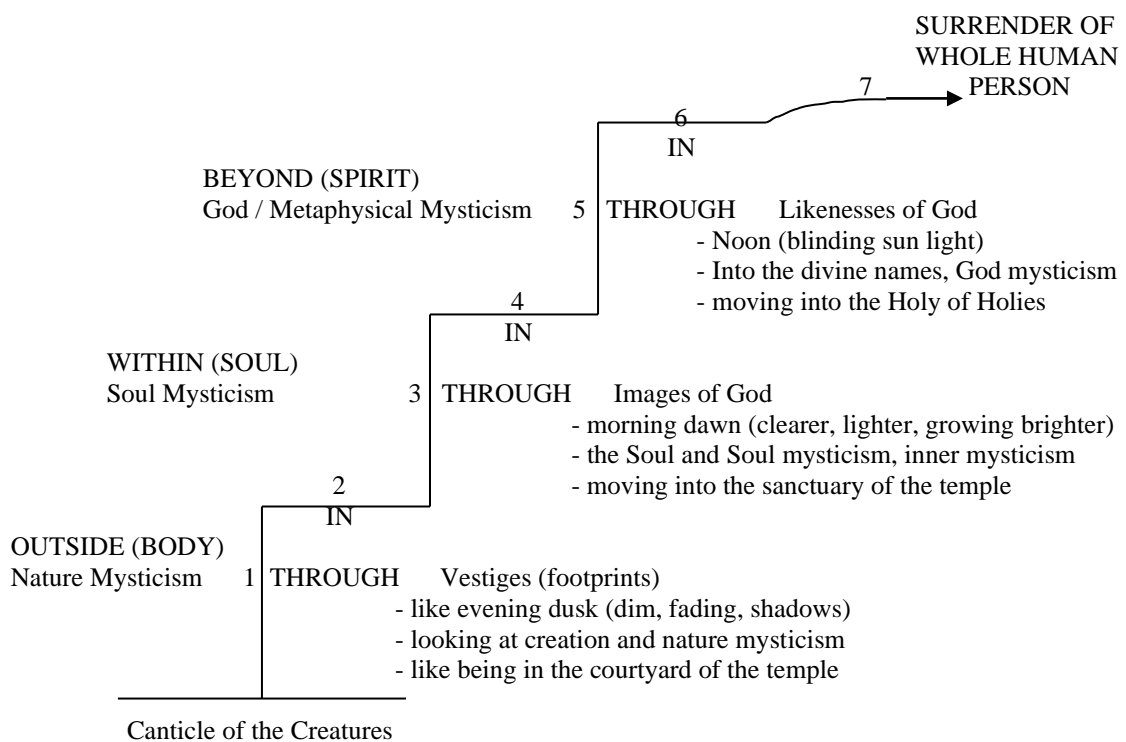 SURRENDER OF
WHOLE HUMAN
PERSON
7
6
IN
BEYOND (SPIRIT)
God / Metaphysical Mysticism 5 THROUGH Likenesses of God
- Noon (blinding sun light)
- Into the divine names, God mysticism
- moving into the Holy of Holies
4
IN
WITHIN (SOUL)
Soul Mysticism 3 THROUGH Images of God
- morning dawn (clearer, lighter, growing brighter)
- the Soul and Soul mysticism, inner mysticism
- moving into the sanctuary of the temple
2
IN
OUTSIDE (BODY)
Nature Mysticism 1 THROUGH Vestiges (footprints)
- like evening dusk (dim, fading, shadows)
- looking at creation and nature mysticism
- like being in the courtyard of the temple
Canticle of the Creatures